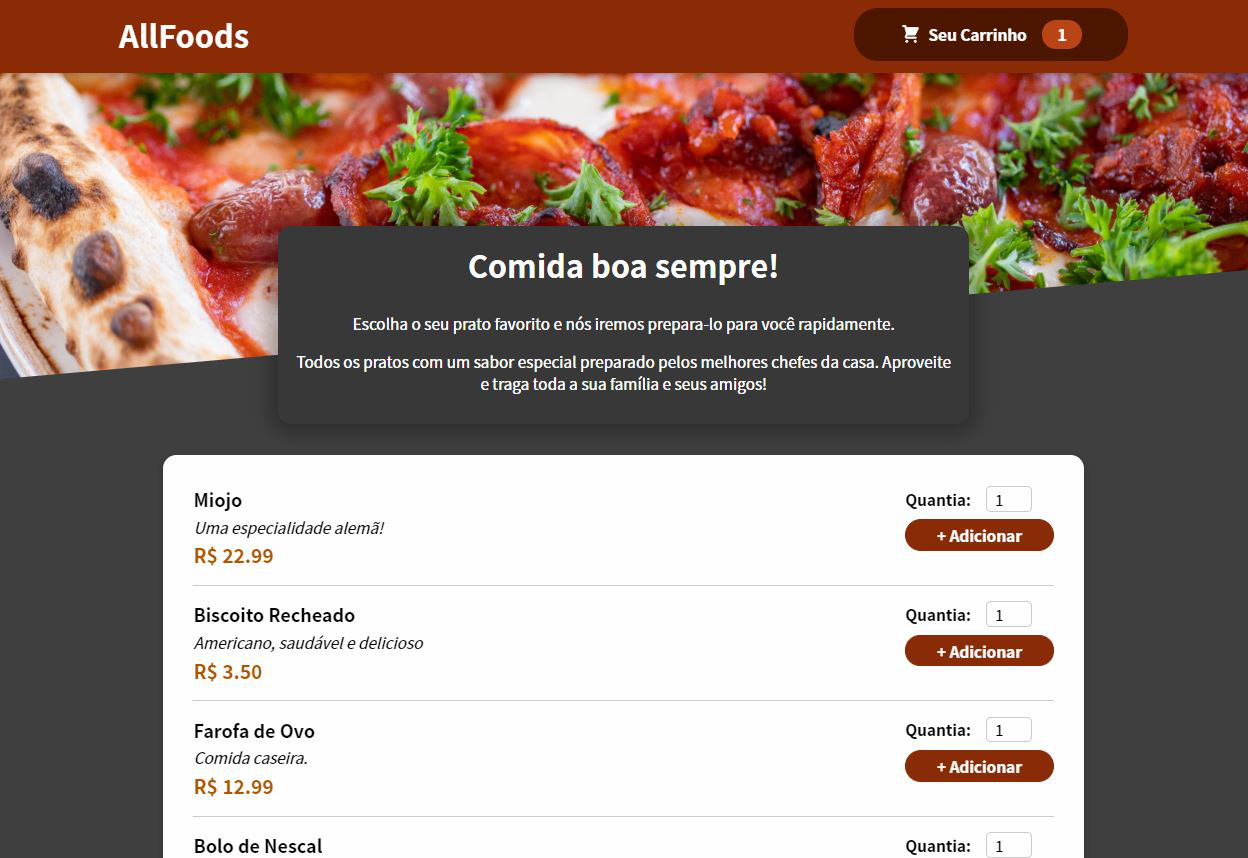 AllFoods
Seu Carrinho 1
Comida boa sempre!
Escolha o seu prato favorito e nós iremos prepara-lo para você rapidamente.
Todos os pratos com um sabor especial preparado pelos melhores chefes da casa. Aproveite
e traga toda a sua família e seus amigos!
Miojo
Uma especialidade alemã!
R$ 22.99
Quantia: 1
+ Adicionar
Biscoito Recheado
Americano, saudável e delicioso
R$ 3.50
Quantia: 1
+ Adicionar
Farofa de Ovo
Comida caseira.
R$ 12.99
Quantia: 1
+ Adicionar
Bolo de Nescal
Quantia: 1